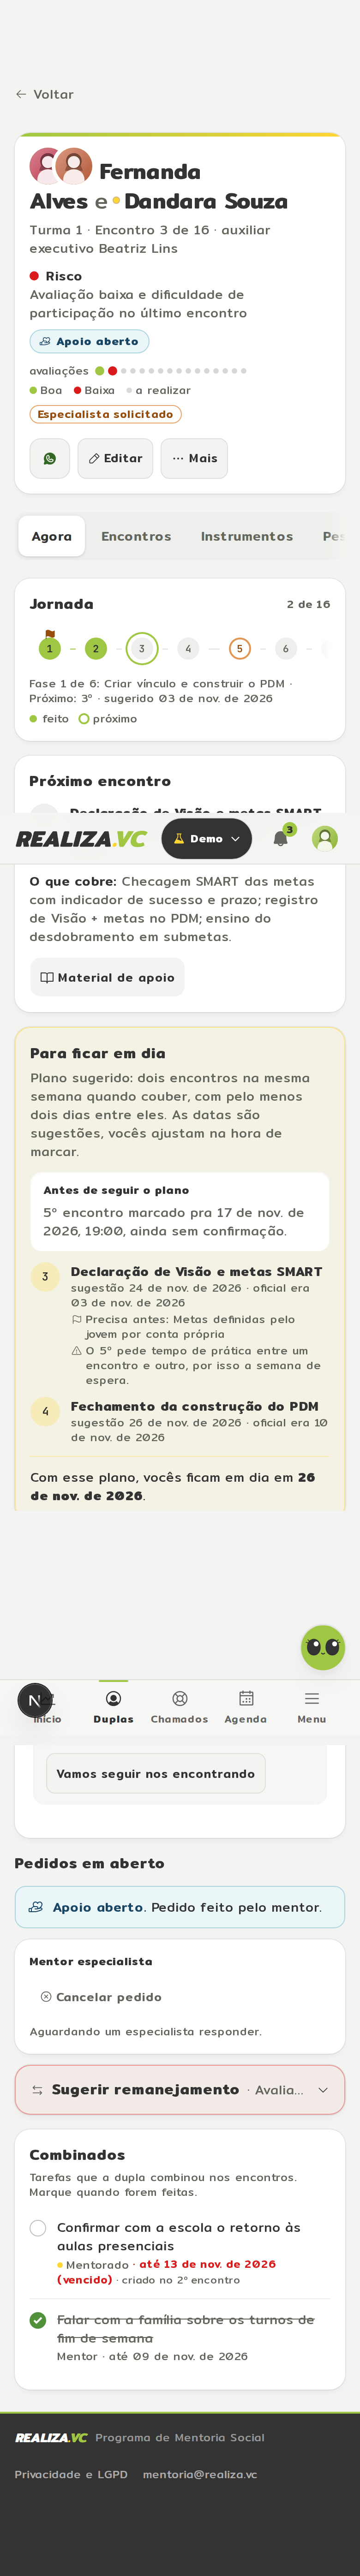 Voltar
Fernanda
Alves e Dandara Souza
Turma 1 · Encontro 3 de 16 · auxiliar
executivo Beatriz Lins
Risco
Avaliação baixa e dificuldade de
participação no último encontro
Apoio aberto
avaliações
Boa Baixa a realizar
Especialista solicitado
Editar Mais
Agora Encontros Instrumentos
Jornada 2 de 16
1 2 3 4 5 6
Fase 1 de 6: Criar vínculo e construir o PDM ·
Próximo: 3º · sugerido 03 de nov. de 2026
feito próximo
Próximo encontro
Declaração de Visão e metas SMART
REALIZA.VC Demo 3
O que cobre: Checagem SMART das metas
com indicador de sucesso e prazo; registro
de Visão + metas no PDM; ensino do
desdobramento em submetas.
Material de apoio
Para ficar em dia
Plano sugerido: dois encontros na mesma
semana quando couber, com pelo menos
dois dias entre eles. As datas são
sugestões, vocês ajustam na hora de
marcar.
Antes de seguir o plano
5º encontro marcado pra 17 de nov. de
2026, 19:00, ainda sem confirmação.
3 Declaração de Visão e metas SMART
sugestão 24 de nov. de 2026 · oficial era
03 de nov. de 2026
Precisa antes: Metas definidas pelo
jovem por conta própria
O 5º pede tempo de prática entre um
encontro e outro, por isso a semana de
espera.
4 Fechamento da construção do PDM
sugestão 26 de nov. de 2026 · oficial era 10
de nov. de 2026
Com esse plano, vocês ficam em dia em 26
de nov. de 2026.
N
Início Duplas Chamados Agenda Menu
Vamos seguir nos encontrando
Pedidos em aberto
Apoio aberto. Pedido feito pelo mentor.
Mentor especialista
Cancelar pedido
Aguardando um especialista responder.
Sugerir remanejamento · Avalia...
Combinados
Tarefas que a dupla combinou nos encontros.
Marque quando forem feitas.
Confirmar com a escola o retorno às
aulas presenciais
Mentorado · até 13 de nov. de 2026
(vencido) · criado no 2º encontro
Falar com a família sobre os turnos de
fim de semana
Mentor · até 09 de nov. de 2026
REALIZA.VC Programa de Mentoria Social
Privacidade e LGPD mentoria@realiza.vc